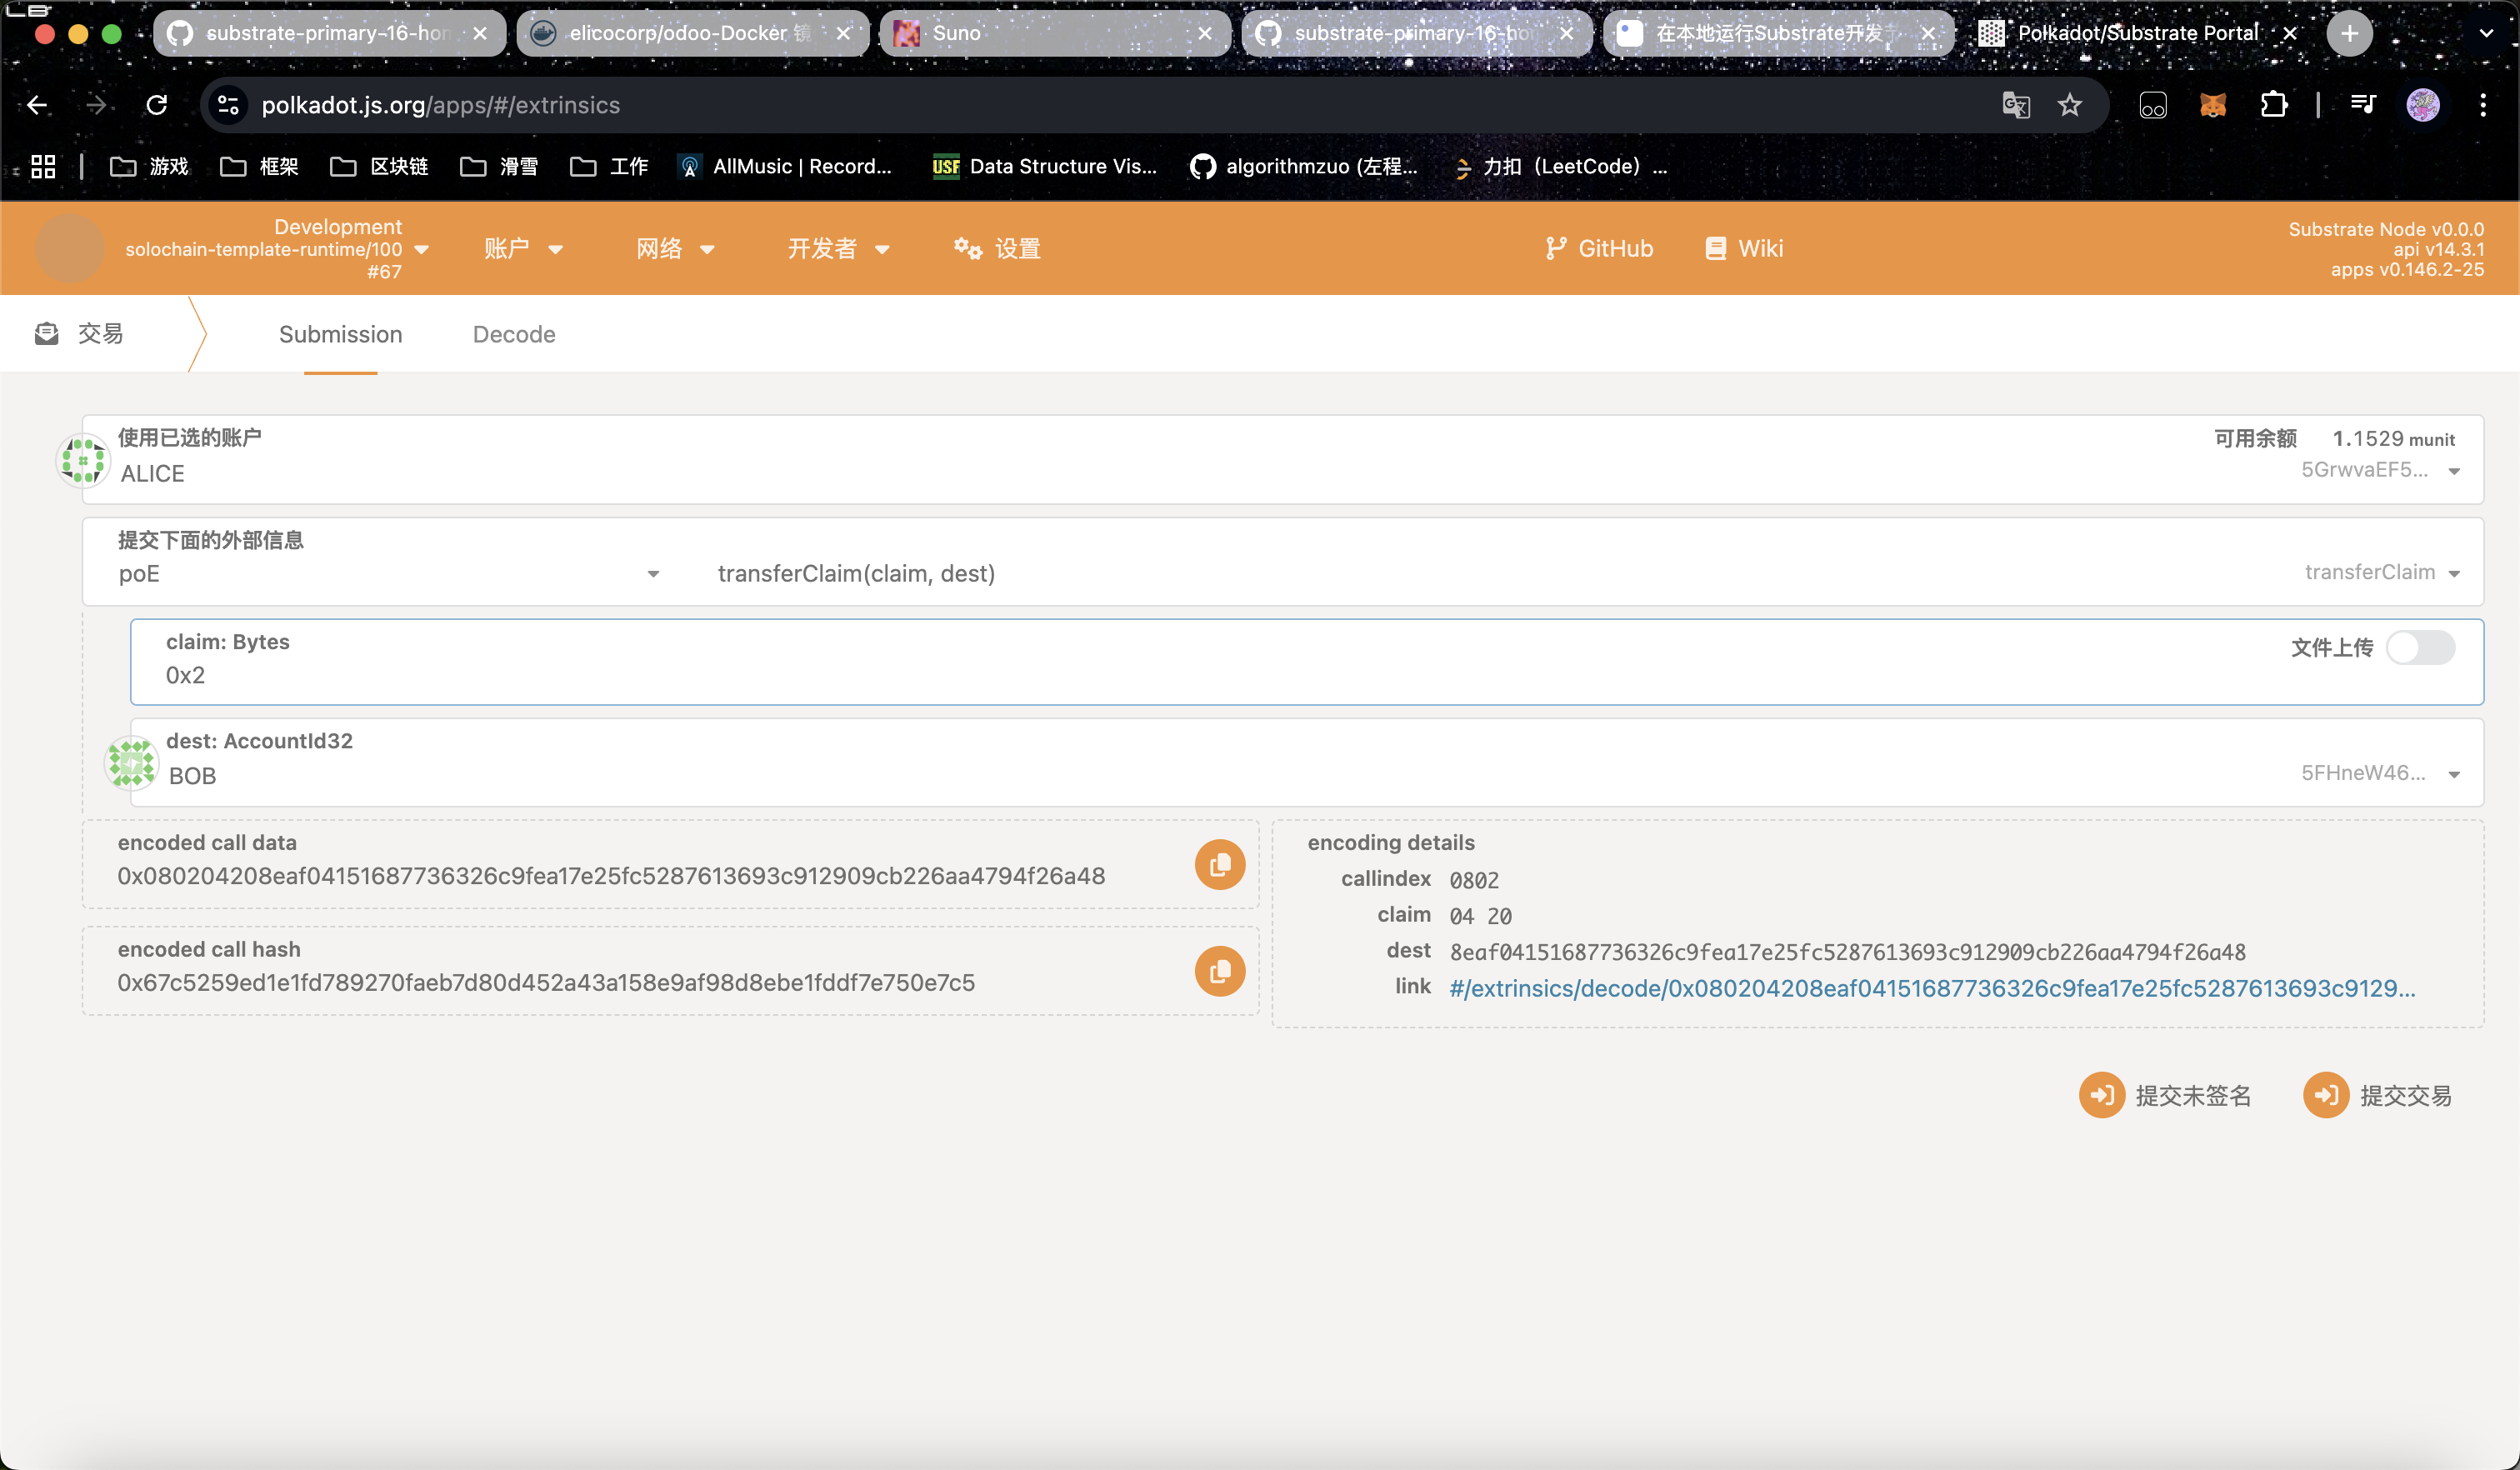 substrate-primary-16-hon
elicocorp/odoo-Docker 镜
Suno
substrate-primary-16-ho
在本地运行Substrate开发
Polkadot/Substrate Portal
polkadot.js.org/apps/#/extrinsics
游戏
框架
区块链
滑雪
工作
AllMusic | Record...
USF Data Structure Vis...
algorithmzuo (左程...
力扣（LeetCode）...
Development
solochain-template-runtime/100
#67
账户
网络
开发者
设置
GitHub
Wiki
Substrate Node v0.0.0
api v14.3.1
apps v0.146.2-25
交易
Submission
Decode
使用已选的账户
ALICE
可用余额 1.1529 munit
5GrwvaEF5...
提交下面的外部信息
poE
transferClaim(claim, dest)
transferClaim
claim: Bytes
0x2
文件上传
dest: AccountId32
BOB
5FHneW46...
encoded call data
0x080204208eaf04151687736326c9fea17e25fc5287613693c912909cb226aa4794f26a48
encoded call hash
0x67c5259ed1e1fd789270faeb7d80d452a43a158e9af98d8ebe1fddf7e750e7c5
encoding details
callindex 0802
claim 04 20
dest 8eaf04151687736326c9fea17e25fc5287613693c912909cb226aa4794f26a48
link #/extrinsics/decode/0x080204208eaf04151687736326c9fea17e25fc5287613693c9129...
提交未签名
提交交易